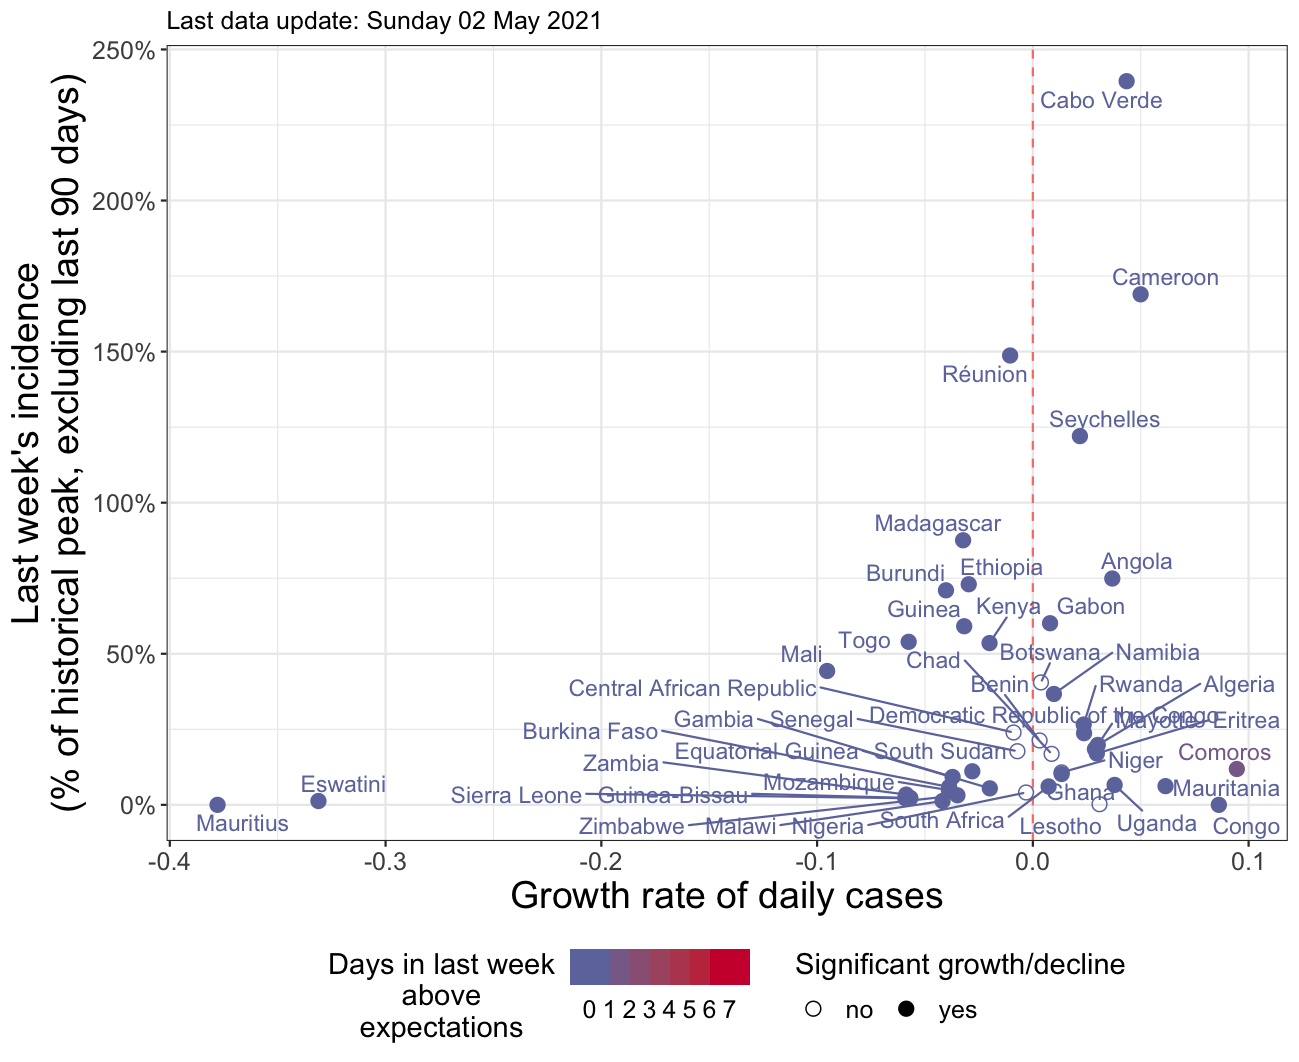 Last data update: Sunday 02 May 2021
Last week's incidence
(% of historical peak, excluding last 90 days)
250%
200%
150%
100%
50%
0%
Cabo Verde
Cameroon
Réunion
Seychelles
Madagascar
Angola
Ethiopia
Burundi
Kenya
Gabon
Guinea
Togo
Botswana
Namibia
Mali
Chad
Benin
Rwanda
Algeria
Central African Republic
Democratic Republic of the Congo
Gambia
Senegal
Mayotte
Eritrea
Burkina Faso
Equatorial Guinea
South Sudan
Comoros
Zambia
Niger
Mozambique
Eswatini
Mauritania
Sierra Leone
Guinea-Bissau
Ghana
Mauritius
Zimbabwe
Malawi
Nigeria
South Africa
Lesotho
Uganda
Congo
-0.4
-0.3
-0.2
-0.1
0.0
0.1
Growth rate of daily cases
Days in last week
above
expectations
0 1 2 3 4 5 6 7
Significant growth/decline
no
yes